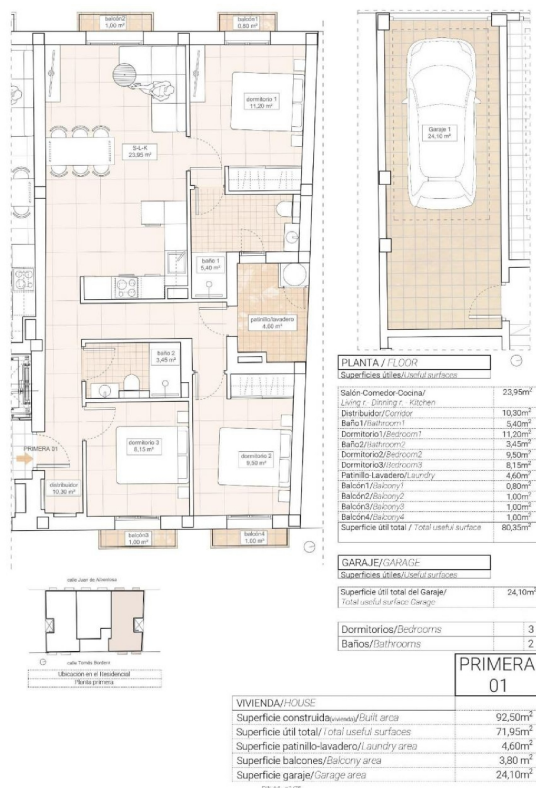 balcón2
1,00 m²
balcón1
0,80 m²
dormitorio 1
11,20 m²
S-L-K
23,95 m²
baño 1
5,40 m²
patinillo/lavadero
4,60 m²
baño 2
3,45 m²
dormitorio 3
8,15 m²
dormitorio 2
9,50 m²
PRIMERA 01
distribuidor
10,30 m²
balcón3
1,00 m²
balcón4
1,00 m²
Garaje 1
24,10 m²
PLANTA / FLOOR
Superficies útiles/Useful surfaces
Salón-Comedor-Cocina/ 23,95m²
Living r. · Dinning r. · Kitchen
Distribuidor/Corridor 10,30m²
Baño1/Bathroom1 5,40m²
Dormitorio1/Bedroom1 11,20m²
Baño2/Bathroom2 3,45m²
Dormitorio2/Bedroom2 9,50m²
Dormitorio3/Bedroom3 8,15m²
Patinillo-Lavadero/Laundry 4,60m²
Balcón1/Balcony1 0,80m²
Balcón2/Balcony2 1,00m²
Balcón3/Balcony3 1,00m²
Balcón4/Balcony4 1,00m²
Superficie útil total / Total useful surface 80,35m²
GARAJE/GARAGE
Superficies útiles/Useful surfaces
Superficie útil total del Garaje/ 24,10m²
Total useful surface Garage
Dormitorios/Bedrooms 3
Baños/Bathrooms 2
calle Juan de
calle Tomás
Ubicación en el Residencial
Planta primera
PRIMERA
01
VIVIENDA/HOUSE
Superficie construida(vivienda)/Built area 92,50m²
Superficie útil total/Total useful surfaces 71,95m²
Superficie patinillo-lavadero/Laundry area 4,60m²
Superficie balcones/Balcony area 3,80 m²
Superficie garaje/Garage area 24,10m²